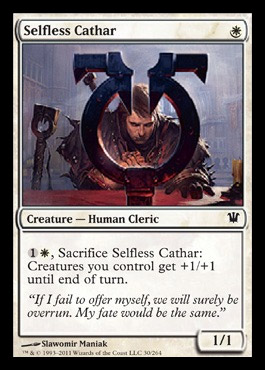 Selfless Cathar
Creature — Human Cleric
1, Sacrifice Selfless Cathar:
Creatures you control get +1/+1
until end of turn.
“If I fail to offer myself, we will surely be
overrun. My fate would be the same.”
Slawomir Maniak
1/1
™ & © 1993–2011 Wizards of the Coast LLC 30/264